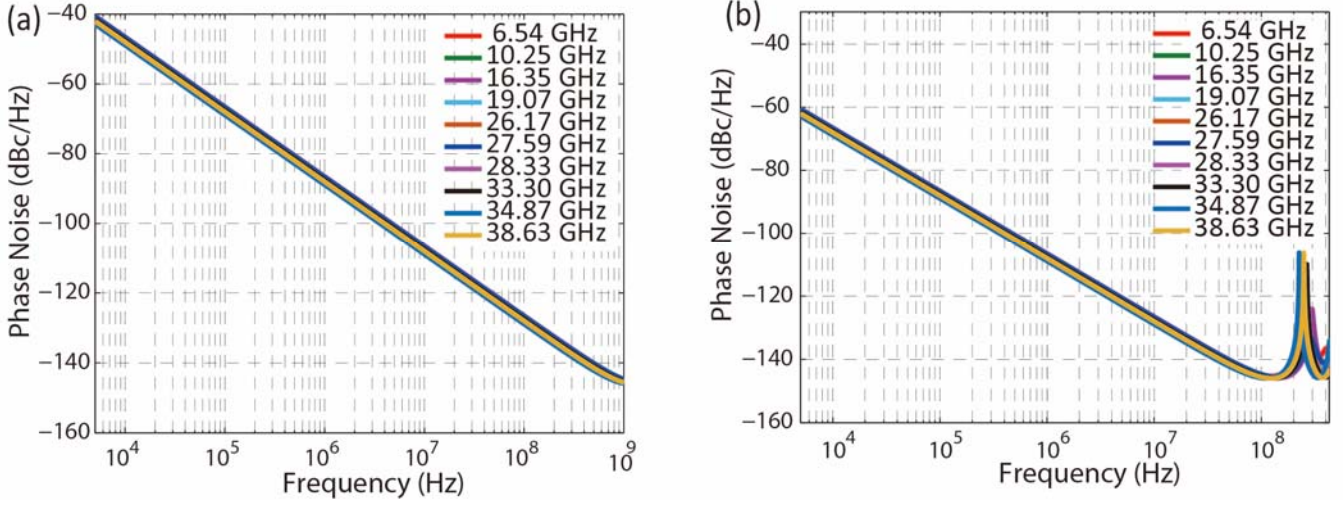 (a)
−40
−60
−80
−100
−120
−140
−160
Phase Noise (dBc/Hz)
6.54 GHz
10.25 GHz
16.35 GHz
19.07 GHz
26.17 GHz
27.59 GHz
28.33 GHz
33.30 GHz
34.87 GHz
38.63 GHz
10^4 10^5 10^6 10^7 10^8 10^9
Frequency (Hz)
(b)
−40
−60
−80
−100
−120
−140
−160
Phase Noise (dBc/Hz)
6.54 GHz
10.25 GHz
16.35 GHz
19.07 GHz
26.17 GHz
27.59 GHz
28.33 GHz
33.30 GHz
34.87 GHz
38.63 GHz
10^4 10^5 10^6 10^7 10^8
Frequency (Hz)